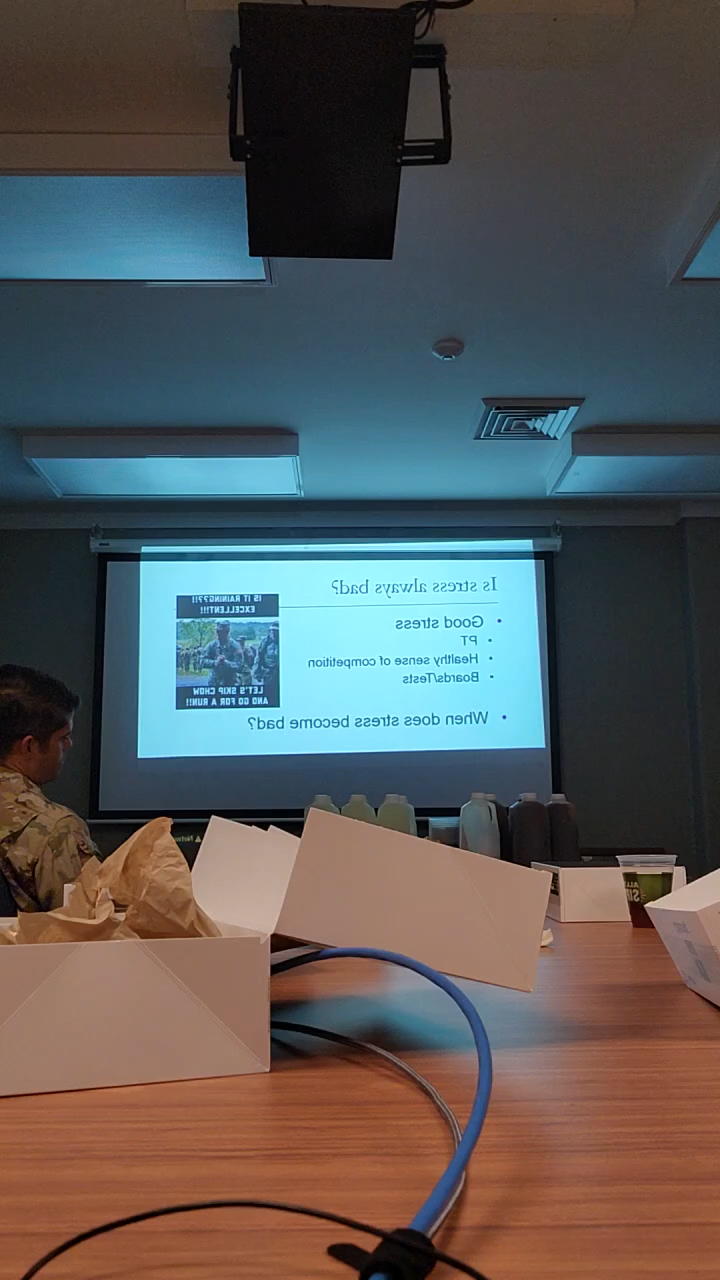 Is stress always bad?
• Good stress
• PT
• Healthy sense of competition
• Boards/Tests
• When does stress become bad?
IS IT RAINING??!!
EXCELLENT!!!
LET'S SKIP CHOW
AND GO FOR A RUN!!